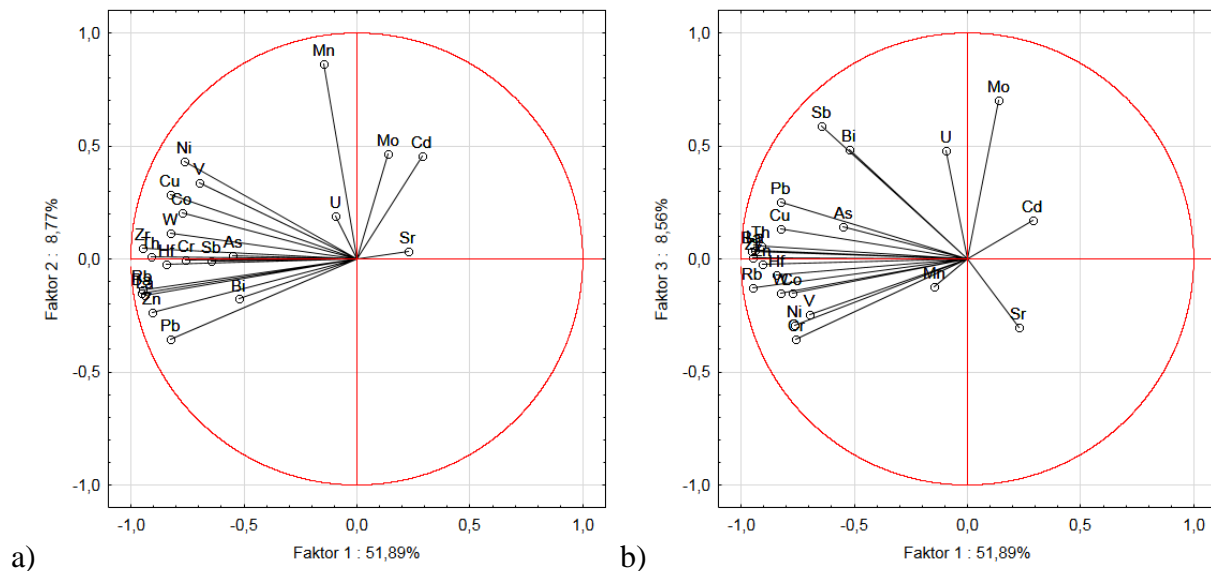 1,0
Mn
0,5
Mo
Cd
Ni
V
Cu
Co
U
W
Zr
Th
Hf
Cr
Sb
As
Sr
0,0
Rb
Zn
Bi
Pb
-0,5
-1,0
-1,0 -0,5 0,0 0,5 1,0
Faktor 2 : 8,77%
Faktor 1 : 51,89%
a)
1,0
Mo
Sb
Bi
U
0,5
Pb
Cu
As
Cd
Th
Hf
0,0
Rb
W
Co
Mn
V
Ni
Cr
Sr
-0,5
-1,0
-1,0 -0,5 0,0 0,5 1,0
Faktor 3 : 8,56%
Faktor 1 : 51,89%
b)